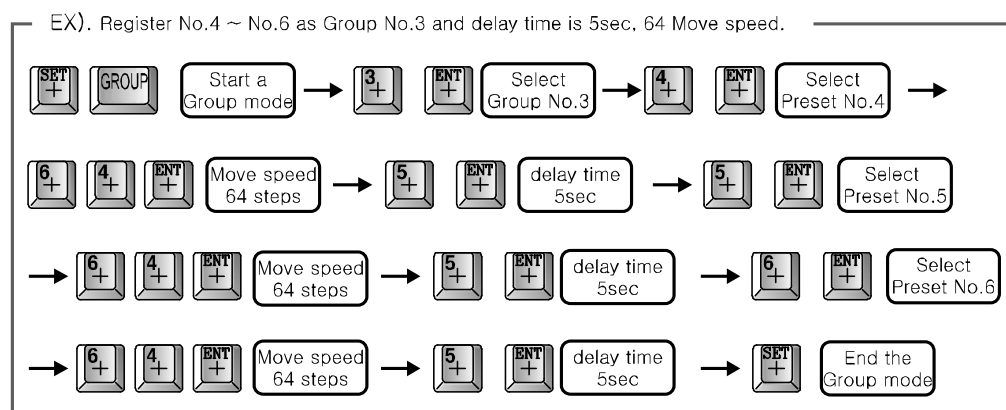 EX). Register No.4 ~ No.6 as Group No.3 and delay time is 5sec, 64 Move speed.
SET + GROUP Start a Group mode 3 + ENT + Select Group No.3 4 + ENT + Select Preset No.4
6 + 4 + ENT + Move speed 64 steps 5 + ENT + delay time 5sec 5 + ENT + Select Preset No.5
6 + 4 + ENT + Move speed 64 steps 5 + ENT + delay time 5sec 6 + ENT + Select Preset No.6
6 + 4 + ENT + Move speed 64 steps 5 + ENT + delay time 5sec SET + End the Group mode